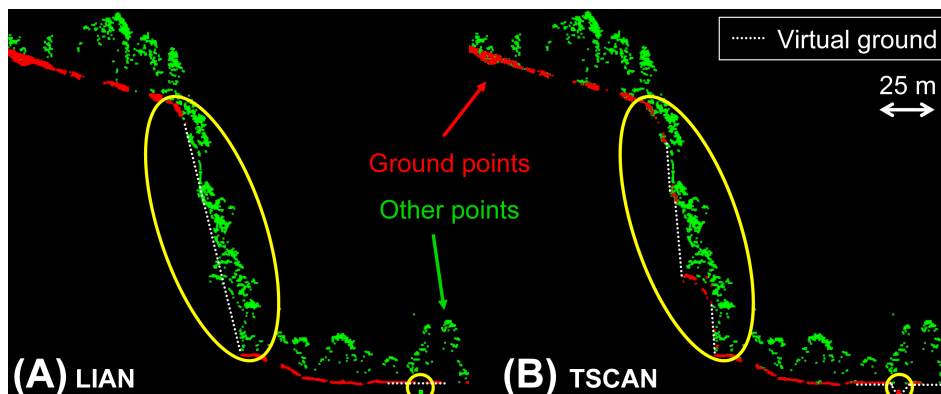 Virtual ground
25 m
Ground points
Other points
(A) LIAN
(B) TSCAN